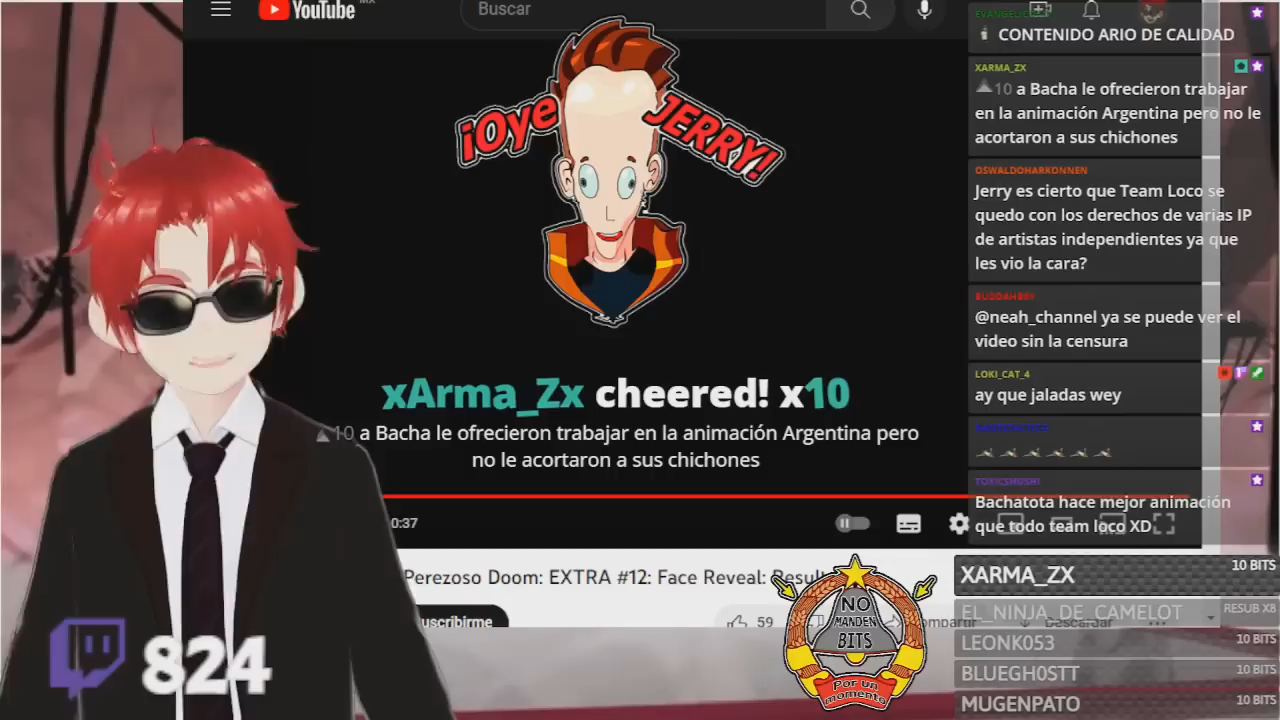 YouTube MX
Buscar
¡Oye
JERRY!
xArma_Zx cheered! x10
10 a Bacha le ofrecieron trabajar en la animación Argentina pero
no le acortaron a sus chichones
0:37
Perezoso Doom: EXTRA #12: Face Reveal: Result
uscribirme
59
ompartir
Descargar
824
NO
MANDEN
BITS
Por un
momento
CONTENIDO ARIO DE CALIDAD
XARMA_ZX
10 a Bacha le ofrecieron trabajar
en la animación Argentina pero no le
acortaron a sus chichones
OSWALDOHARKONNEN
Jerry es cierto que Team Loco se
quedo con los derechos de varias IP
de artistas independientes ya que
les vio la cara?
@neah_channel ya se puede ver el
video sin la censura
LOKI_CAT_4
ay que jaladas wey
TOXICSHUSHI
Bachatota hace mejor animación
que todo team loco XD
XARMA_ZX 10 BITS
EL_NINJA_DE_CAMELOT RESUB X8
LEONK053 10 BITS
BLUEGH0STT 10 BITS
MUGENPATO 10 BITS